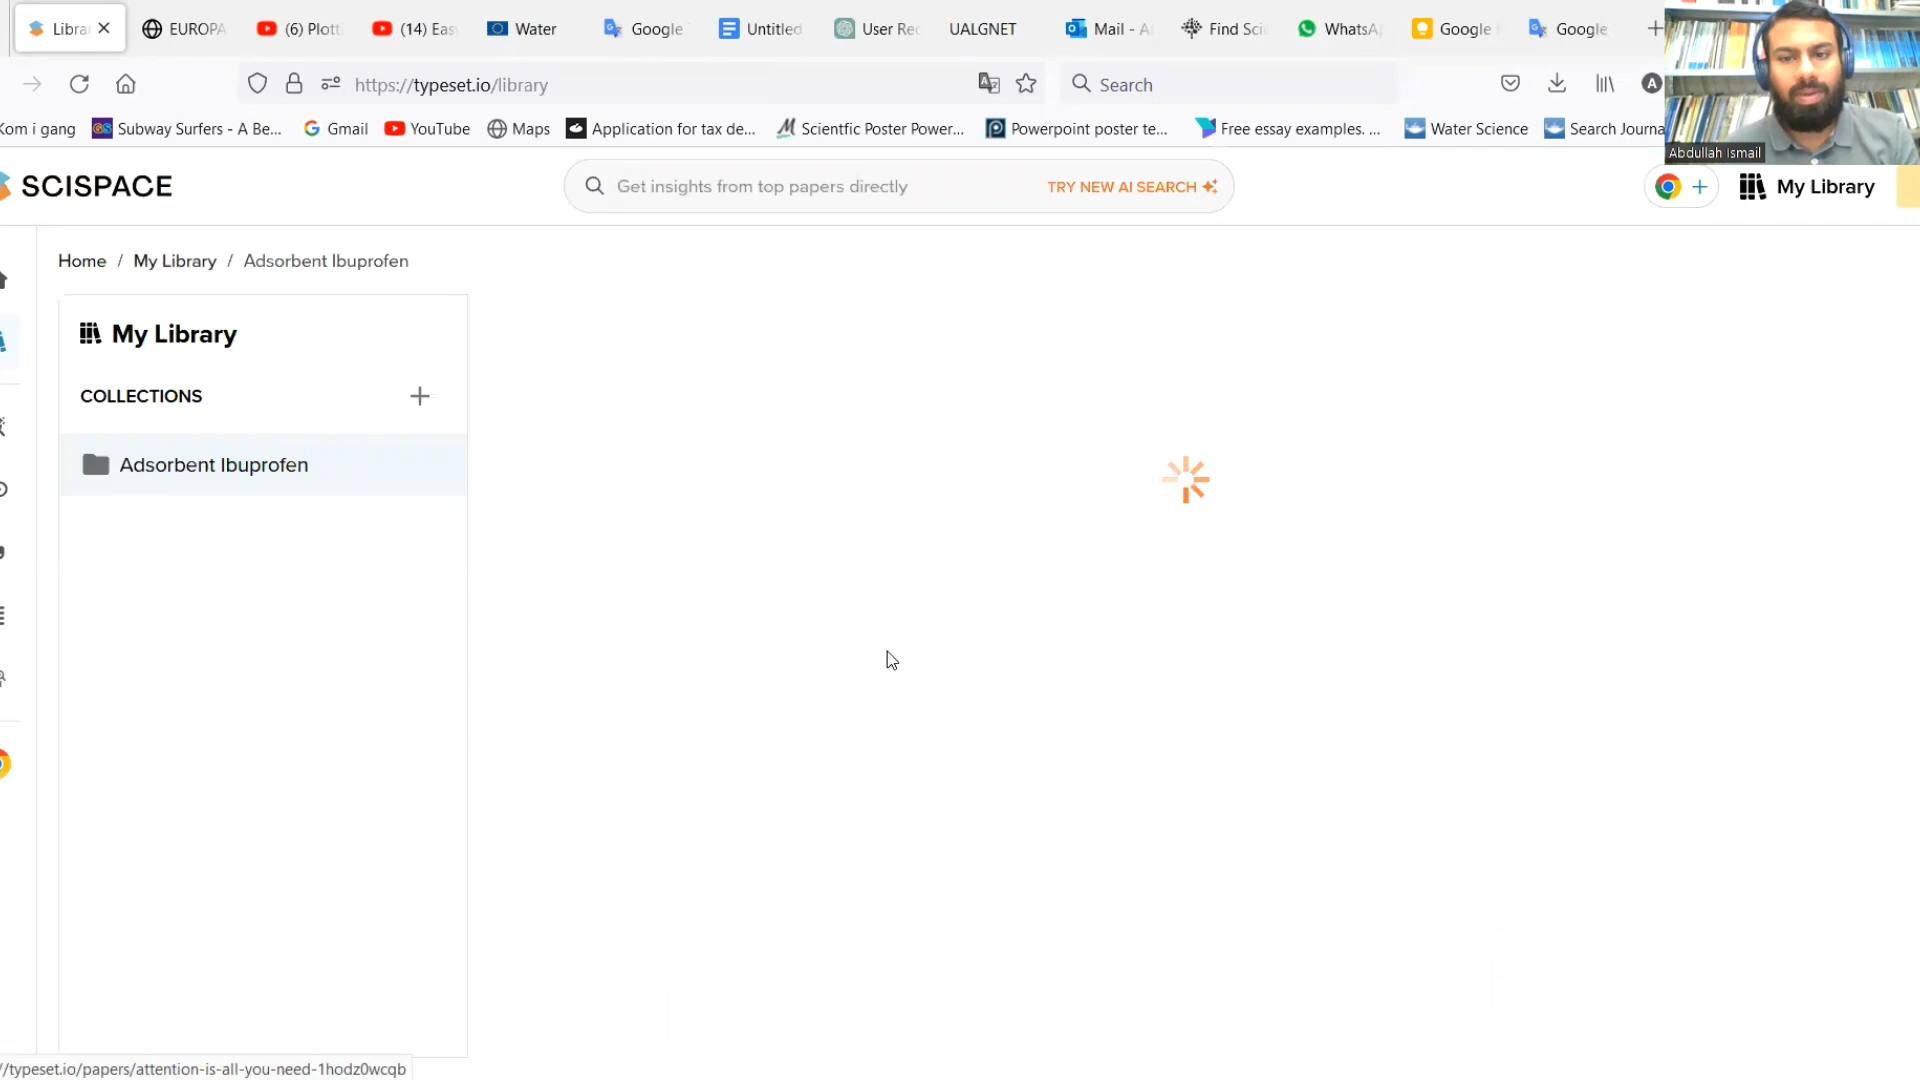 Libra
EUROPA
(6) Plott
(14) Eas
Water
Google
Untitled
User Rec
UALGNET
Mail - A
Find Sci
WhatsA
Google
Google
https://typeset.io/library
Search
A
Kom i gang
Subway Surfers - A Be...
Gmail
YouTube
Maps
Application for tax de...
Scientfic Poster Power...
Powerpoint poster te...
Free essay examples. ...
Water Science
Search Journa
Abdullah Ismail
SCISPACE
Get insights from top papers directly
TRY NEW AI SEARCH
My Library
Home / My Library / Adsorbent Ibuprofen
My Library
COLLECTIONS
Adsorbent Ibuprofen
//typeset.io/papers/attention-is-all-you-need-1hodz0wcqb